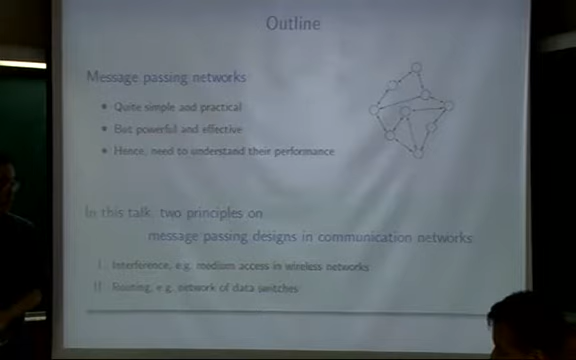 Outline
Message passing networks
• Quite simple and practical
• But powerful and effective
• Hence, need to understand their performance
In this talk: two principles on
message passing designs in communication networks
I. Interference, e.g. medium access in wireless networks
II. Routing, e.g. network of data switches